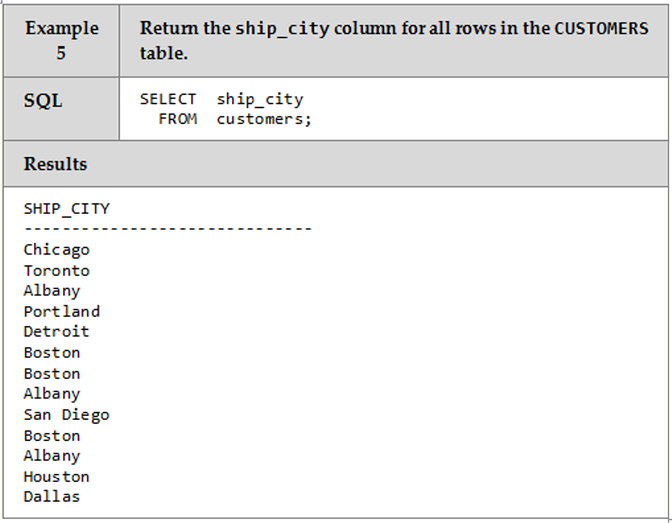 Example
5
Return the ship_city column for all rows in the CUSTOMERS
table.
SQL
SELECT  ship_city
  FROM  customers;
Results
SHIP_CITY
------------------------------
Chicago
Toronto
Albany
Portland
Detroit
Boston
Boston
Albany
San Diego
Boston
Albany
Houston
Dallas